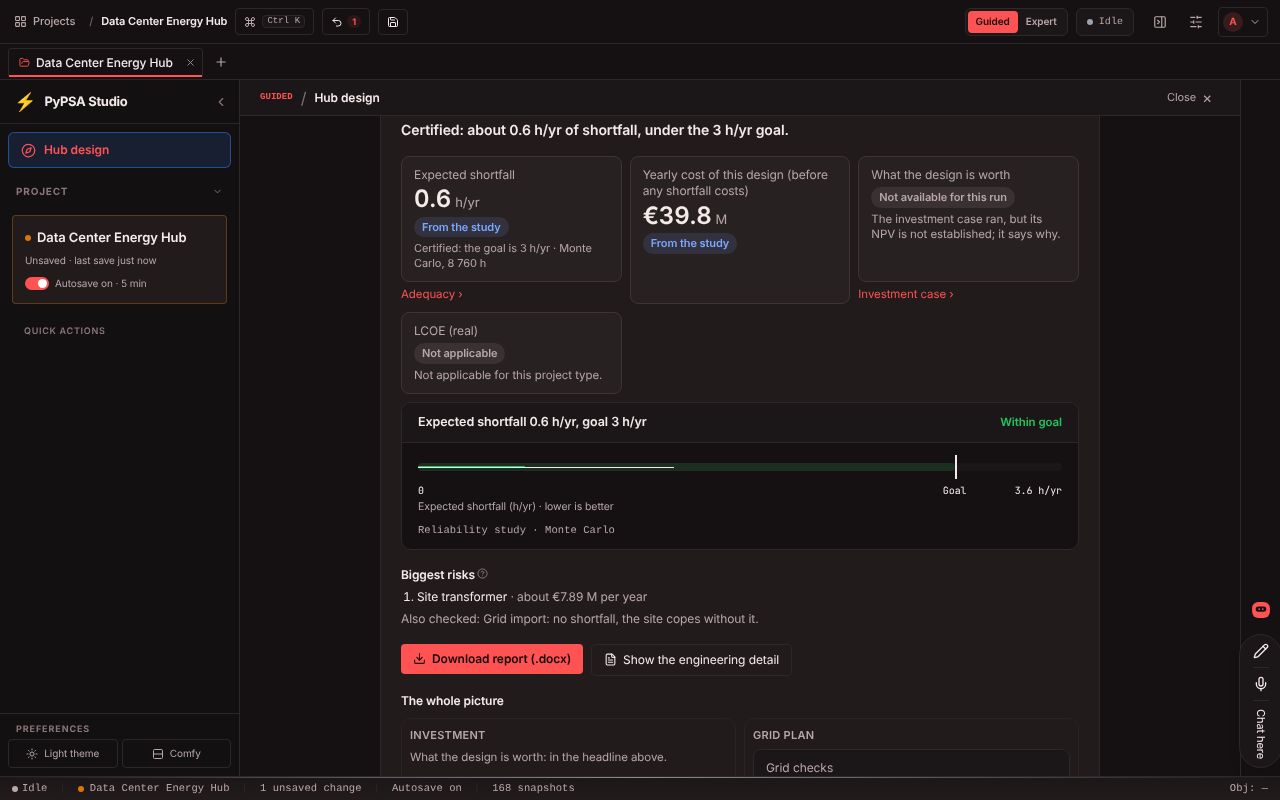 Projects / Data Center Energy Hub Ctrl K 1 Guided Expert Idle A
Data Center Energy Hub
PyPSA Studio
GUIDED / Hub design Close
Hub design
PROJECT
Data Center Energy Hub
Unsaved · last save just now
Autosave on · 5 min
QUICK ACTIONS
PREFERENCES
Light theme Comfy
Certified: about 0.6 h/yr of shortfall, under the 3 h/yr goal.
Expected shortfall
0.6 h/yr
From the study
Certified: the goal is 3 h/yr · Monte
Carlo, 8 760 h
Adequacy ›
Yearly cost of this design (before
any shortfall costs)
€39.8 M
From the study
What the design is worth
Not available for this run
The investment case ran, but its
NPV is not established; it says why.
Investment case ›
LCOE (real)
Not applicable
Not applicable for this project type.
Expected shortfall 0.6 h/yr, goal 3 h/yr Within goal
0 Goal 3.6 h/yr
Expected shortfall (h/yr) · lower is better
Reliability study · Monte Carlo
Biggest risks ?
1. Site transformer · about €7.89 M per year
Also checked: Grid import: no shortfall, the site copes without it.
Download report (.docx) Show the engineering detail
The whole picture
INVESTMENT
What the design is worth: in the headline above.
GRID PLAN
Grid checks
Chat here
Idle Data Center Energy Hub 1 unsaved change Autosave on 168 snapshots Obj: —